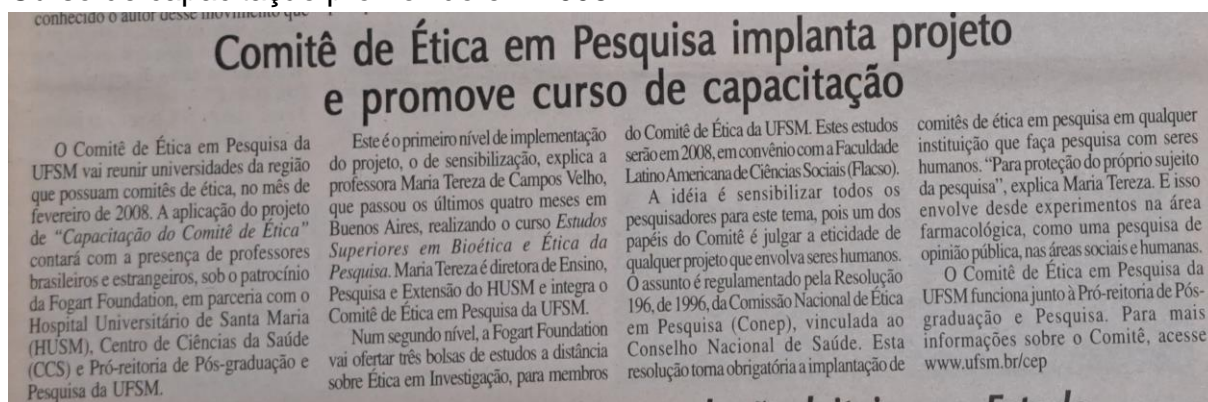 conhecido o autor desse movimento que
Comitê de Ética em Pesquisa implanta projeto
e promove curso de capacitação
O Comitê de Ética em Pesquisa da
UFSM vai reunir universidades da região
que possuam comitês de ética, no mês de
fevereiro de 2008. A aplicação do projeto
de “Capacitação do Comitê de Ética”
contará com a presença de professores
brasileiros e estrangeiros, sob o patrocínio
da Fogart Foundation, em parceria com o
Hospital Universitário de Santa Maria
(HUSM), Centro de Ciências da Saúde
(CCS) e Pró-reitoria de Pós-graduação e
Pesquisa da UFSM.
Este é o primeiro nível de implementação
do projeto, o de sensibilização, explica a
professora Maria Tereza de Campos Velho,
que passou os últimos quatro meses em
Buenos Aires, realizando o curso Estudos
Superiores em Bioética e Ética da
Pesquisa. Maria Tereza é diretora de Ensino,
Pesquisa e Extensão do HUSM e integra o
Comitê de Ética em Pesquisa da UFSM.
Num segundo nível, a Fogart Foundation
vai ofertar três bolsas de estudos a distância
sobre Ética em Investigação, para membros
do Comitê de Ética da UFSM. Estes estudos
serão em 2008, em convênio com a Faculdade
Latino Americana de Ciências Sociais (Flacso).
A idéia é sensibilizar todos os
pesquisadores para este tema, pois um dos
papéis do Comitê é julgar a eticidade de
qualquer projeto que envolva seres humanos.
O assunto é regulamentado pela Resolução
196, de 1996, da Comissão Nacional de Ética
em Pesquisa (Conep), vinculada ao
Conselho Nacional de Saúde. Esta
resolução torna obrigatória a implantação de
comitês de ética em pesquisa em qualquer
instituição que faça pesquisa com seres
humanos. “Para proteção do próprio sujeito
da pesquisa”, explica Maria Tereza. E isso
envolve desde experimentos na área
farmacológica, como uma pesquisa de
opinião pública, nas áreas sociais e humanas.
O Comitê de Ética em Pesquisa da
UFSM funciona junto à Pró-reitoria de Pós-
graduação e Pesquisa. Para mais
informações sobre o Comitê, acesse
www.ufsm.br/cep